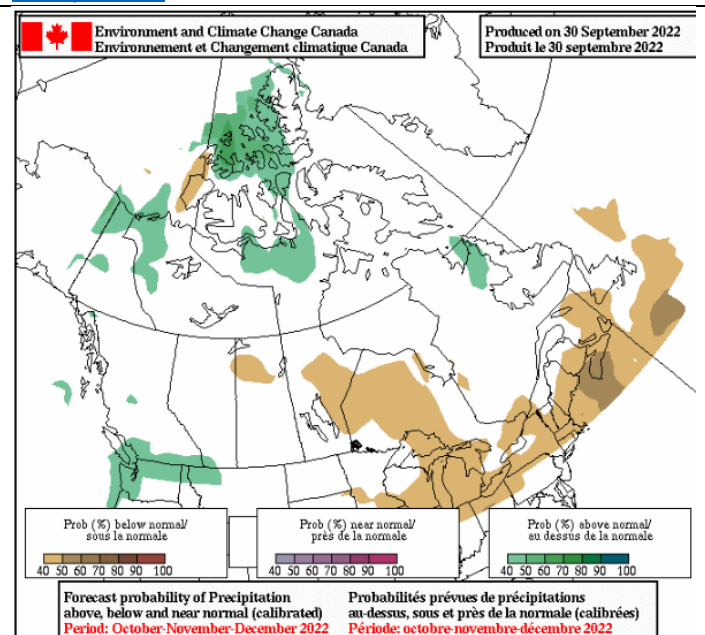 Environment and Climate Change Canada
Environnement et Changement climatique Canada
Produced on 30 September 2022
Produit le 30 septembre 2022
Prob (%) below normal/
sous la normale
40 50 60 70 80 90 100
Prob (%) near normal/
près de la normale
40 50 60 70 80 90 100
Prob (%) above normal/
au dessus de la normale
40 50 60 70 80 90 100
Forecast probability of Precipitation
above, below and near normal (calibrated)
Period: October-November-December 2022
Probabilités prévues de précipitations
au-dessus, sous et près de la normale (calibrées)
Période: octobre-novembre-décembre 2022